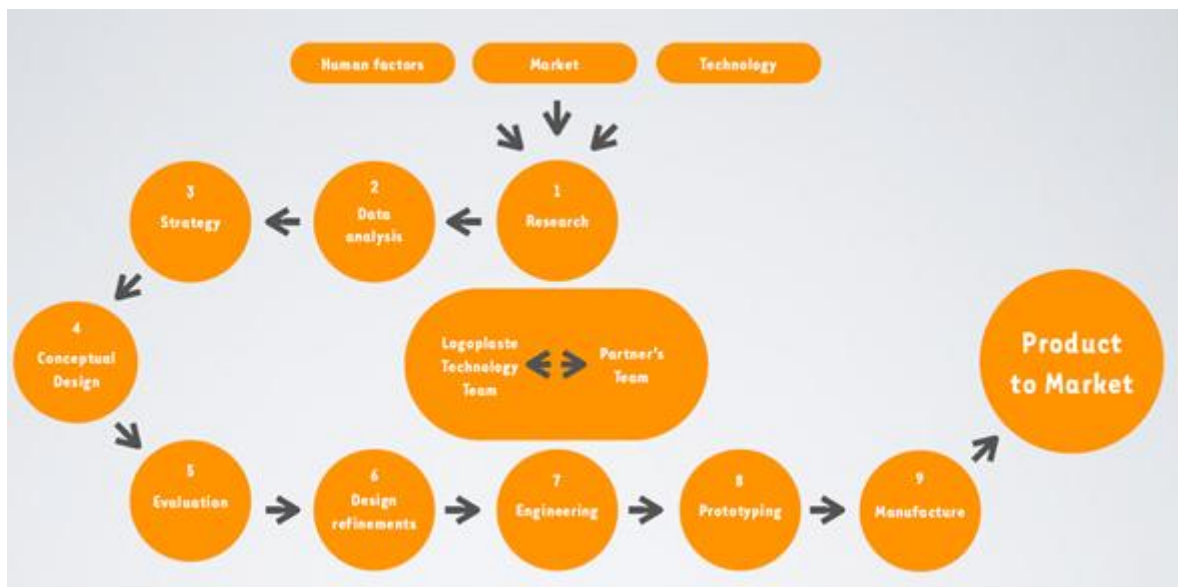 Human factors
Market
Technology
1
Research
2
Data
analysis
3
Strategy
4
Conceptual
Design
Logoplaste
Technology
Team
Partner's
Team
5
Evaluation
6
Design
refinements
7
Engineering
8
Prototyping
9
Manufacture
Product
to Market